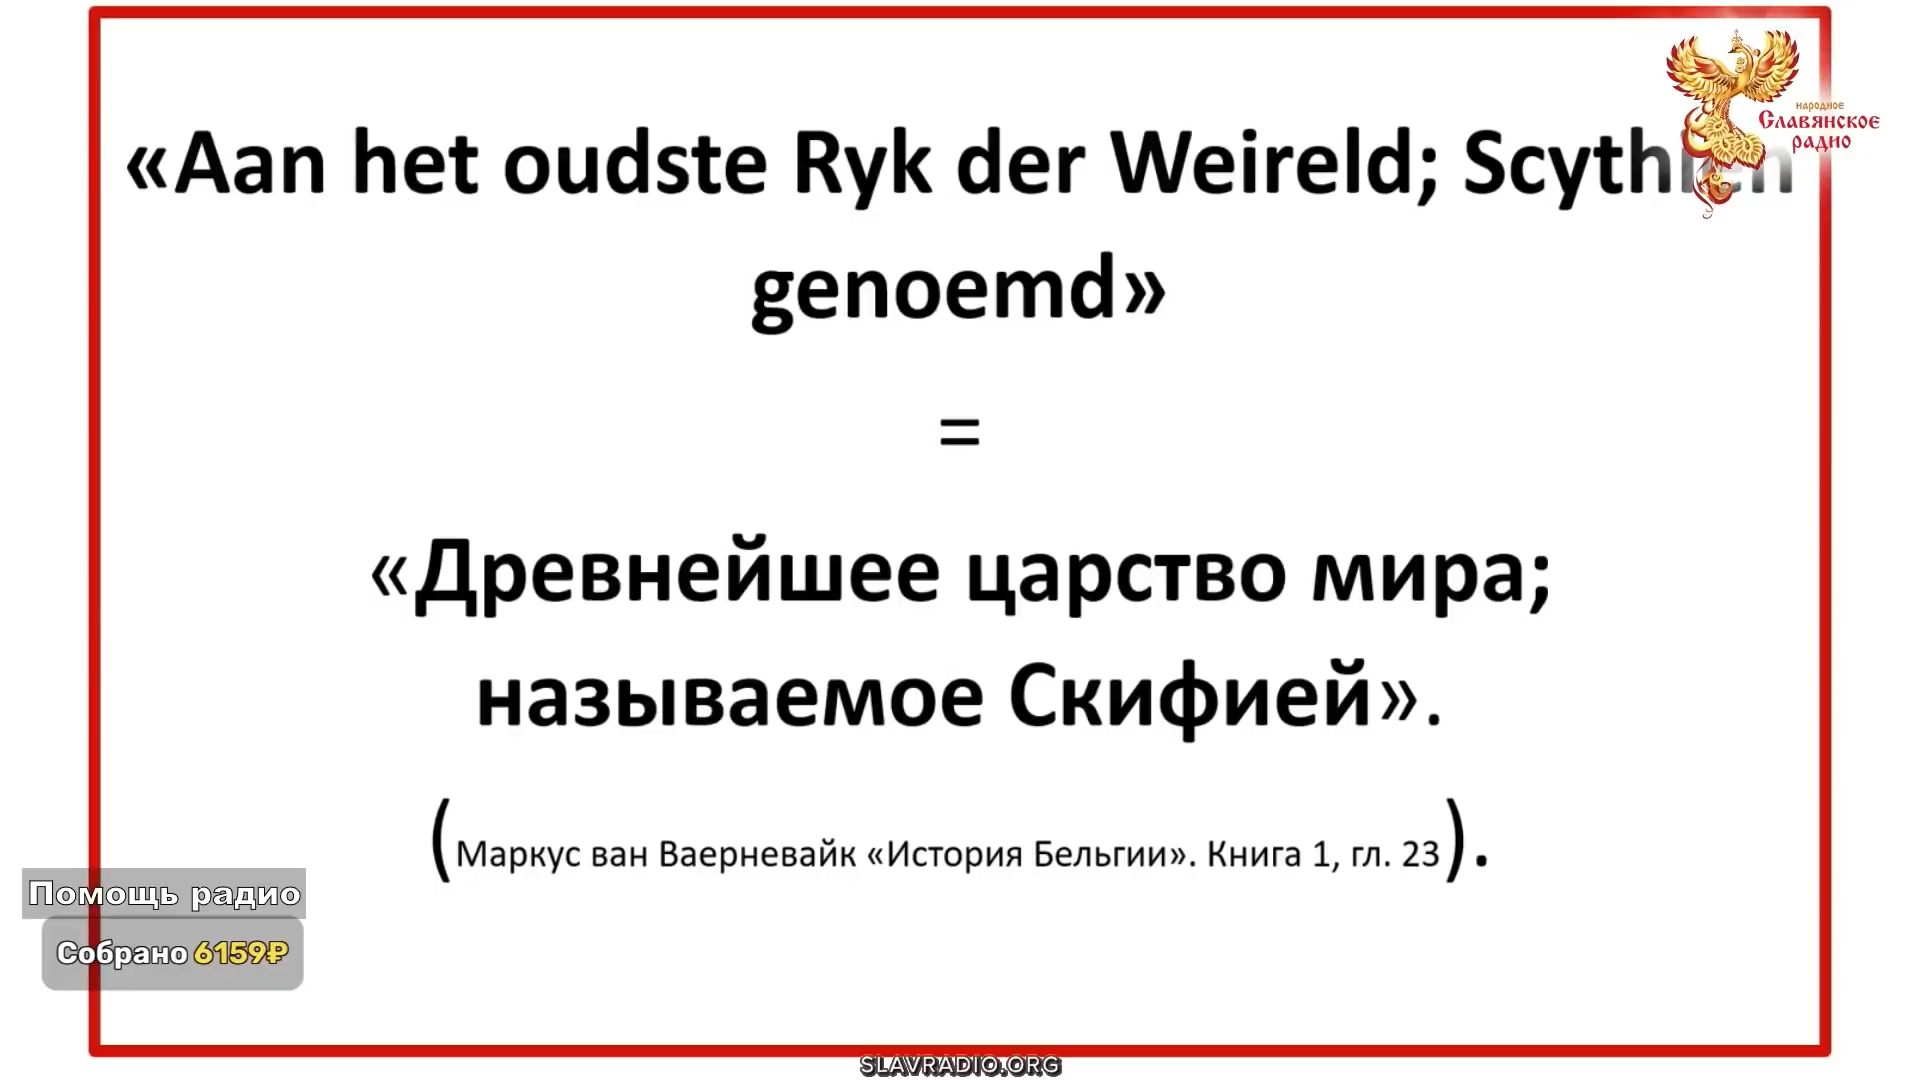 «Aan het oudste Ryk der Weireld; Scythien
genoemd»
=
«Древнейшее царство мира;
называемое Скифией».
(Маркус ван Ваерневайк «История Бельгии». Книга 1, гл. 23).
народное
Славянское
радио
Помощь радио
Собрано 6159₽
SLAVRADIO.ORG